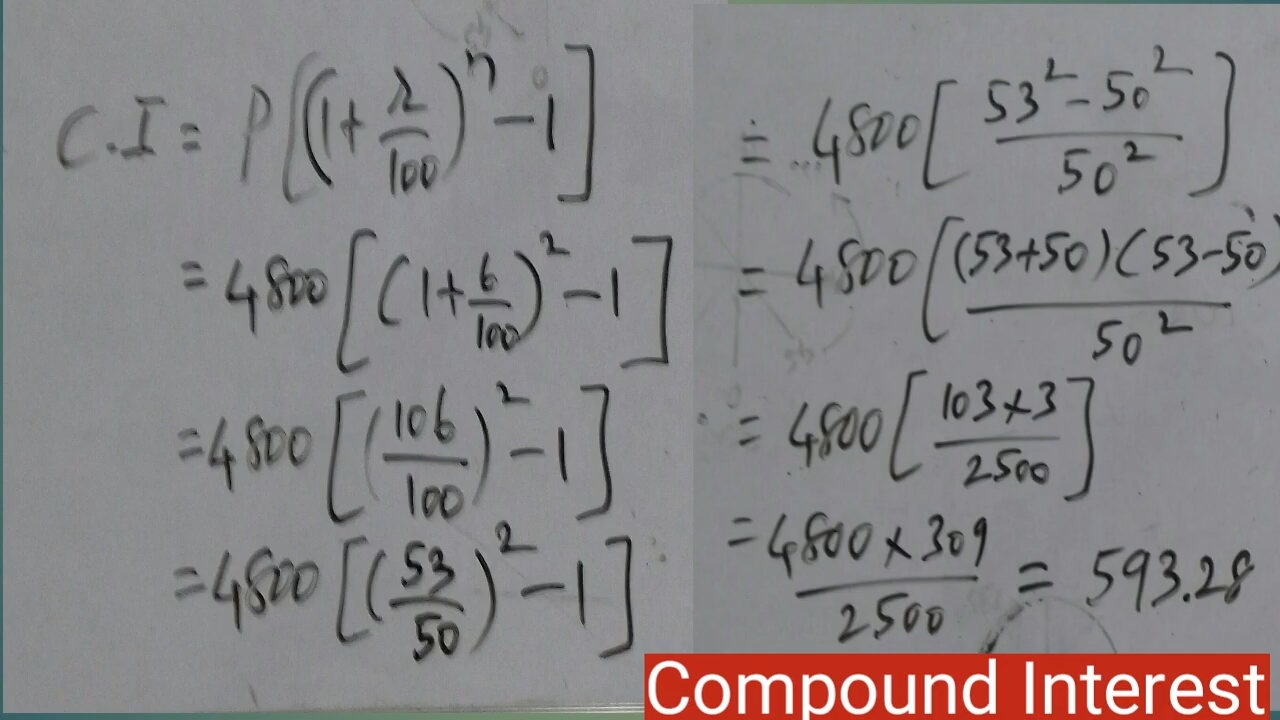 C.I = P[(1+r/100)^n -1]
= 4800[(1+6/100)^2 -1]
= 4800[(106/100)^2 -1]
= 4800[(53/50)^2 -1]
= 4800[(53^2 - 50^2)/50^2]
= 4800[(53+50)(53-50)/50^2
= 4800[(103×3)/2500]
= (4800×309)/2500 = 593.28
Compound Interest